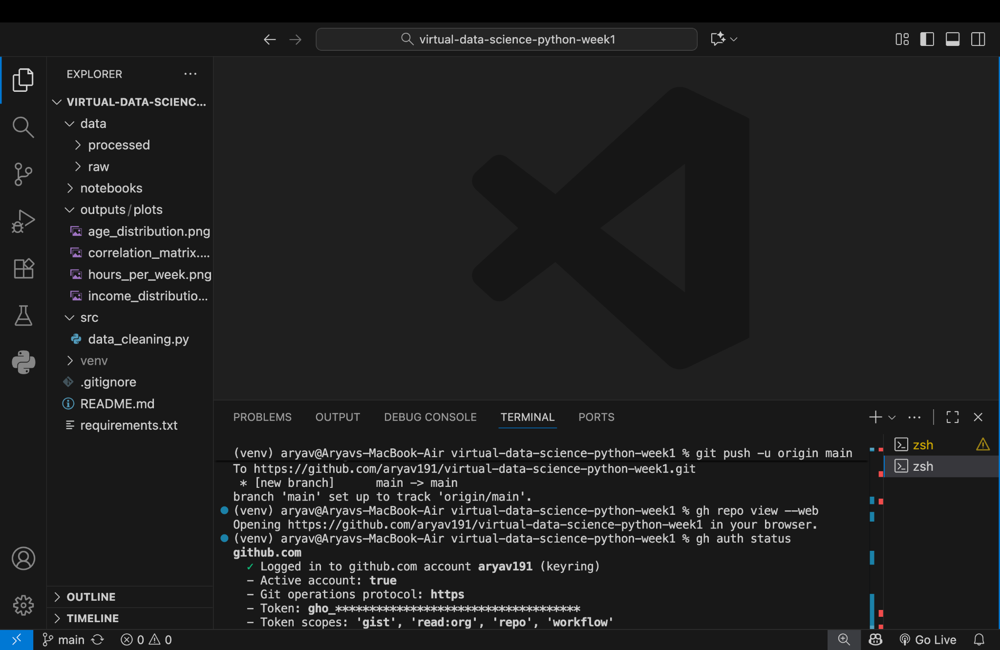 virtual-data-science-python-week1
EXPLORER
VIRTUAL-DATA-SCIENC...
data
processed
raw
notebooks
outputs/plots
age_distribution.png
correlation_matrix....
hours_per_week.png
income_distributio...
src
data_cleaning.py
venv
.gitignore
README.md
requirements.txt
OUTLINE
TIMELINE
PROBLEMS OUTPUT DEBUG CONSOLE TERMINAL PORTS
(venv) aryav@Aryavs-MacBook-Air virtual-data-science-python-week1 % git push -u origin main
To https://github.com/aryav191/virtual-data-science-python-week1.git
* [new branch] main -> main
branch 'main' set up to track 'origin/main'.
(venv) aryav@Aryavs-MacBook-Air virtual-data-science-python-week1 % gh repo view --web
Opening https://github.com/aryav191/virtual-data-science-python-week1 in your browser.
(venv) aryav@Aryavs-MacBook-Air virtual-data-science-python-week1 % gh auth status
github.com
✓ Logged in to github.com account aryav191 (keyring)
- Active account: true
- Git operations protocol: https
- Token: gho_************************************
- Token scopes: 'gist', 'read:org', 'repo', 'workflow'
zsh
zsh
main 0 0 Go Live